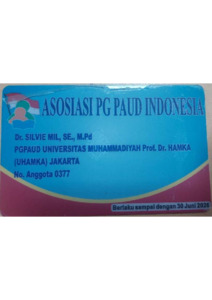 ASOSIASI PG PAUD INDONESIA
Dr. SILVIE MIL, SE., M.Pd
PGPAUD UNIVERSITAS MUHAMMADIYAH Prof. Dr. HAMKA
(UHAMKA) JAKARTA
No. Anggota 0377
Berlaku sampai dengan 30 Juni 2026